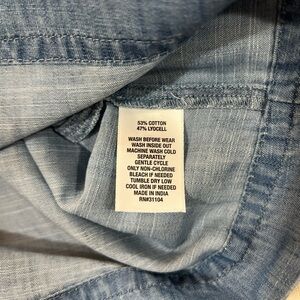 53% COTTON
47% LYOCELL
WASH BEFORE WEAR
WASH INSIDE OUT
MACHINE WASH COLD
SEPARATELY
GENTLE CYCLE
ONLY NON-CHLORINE
BLEACH IF NEEDED
TUMBLE DRY LOW
COOL IRON IF NEEDED
MADE IN INDIA
RN#31104